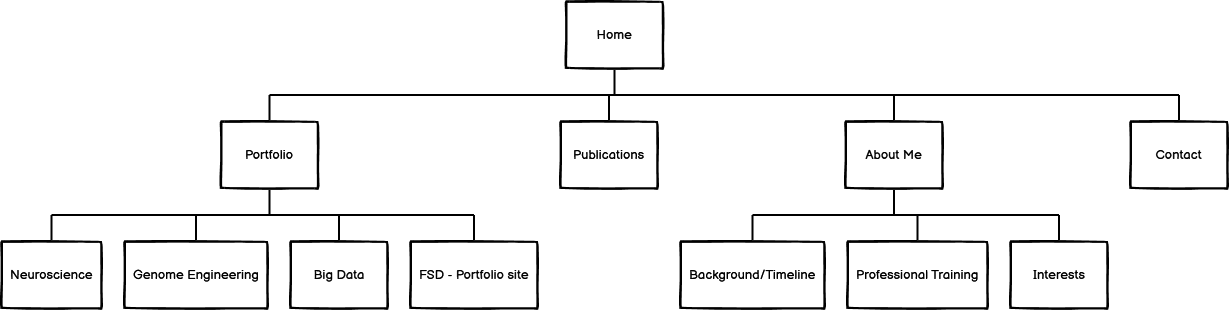 Home
Portfolio
Publications
About Me
Contact
Neuroscience
Genome Engineering
Big Data
FSD - Portfolio site
Background/Timeline
Professional Training
Interests